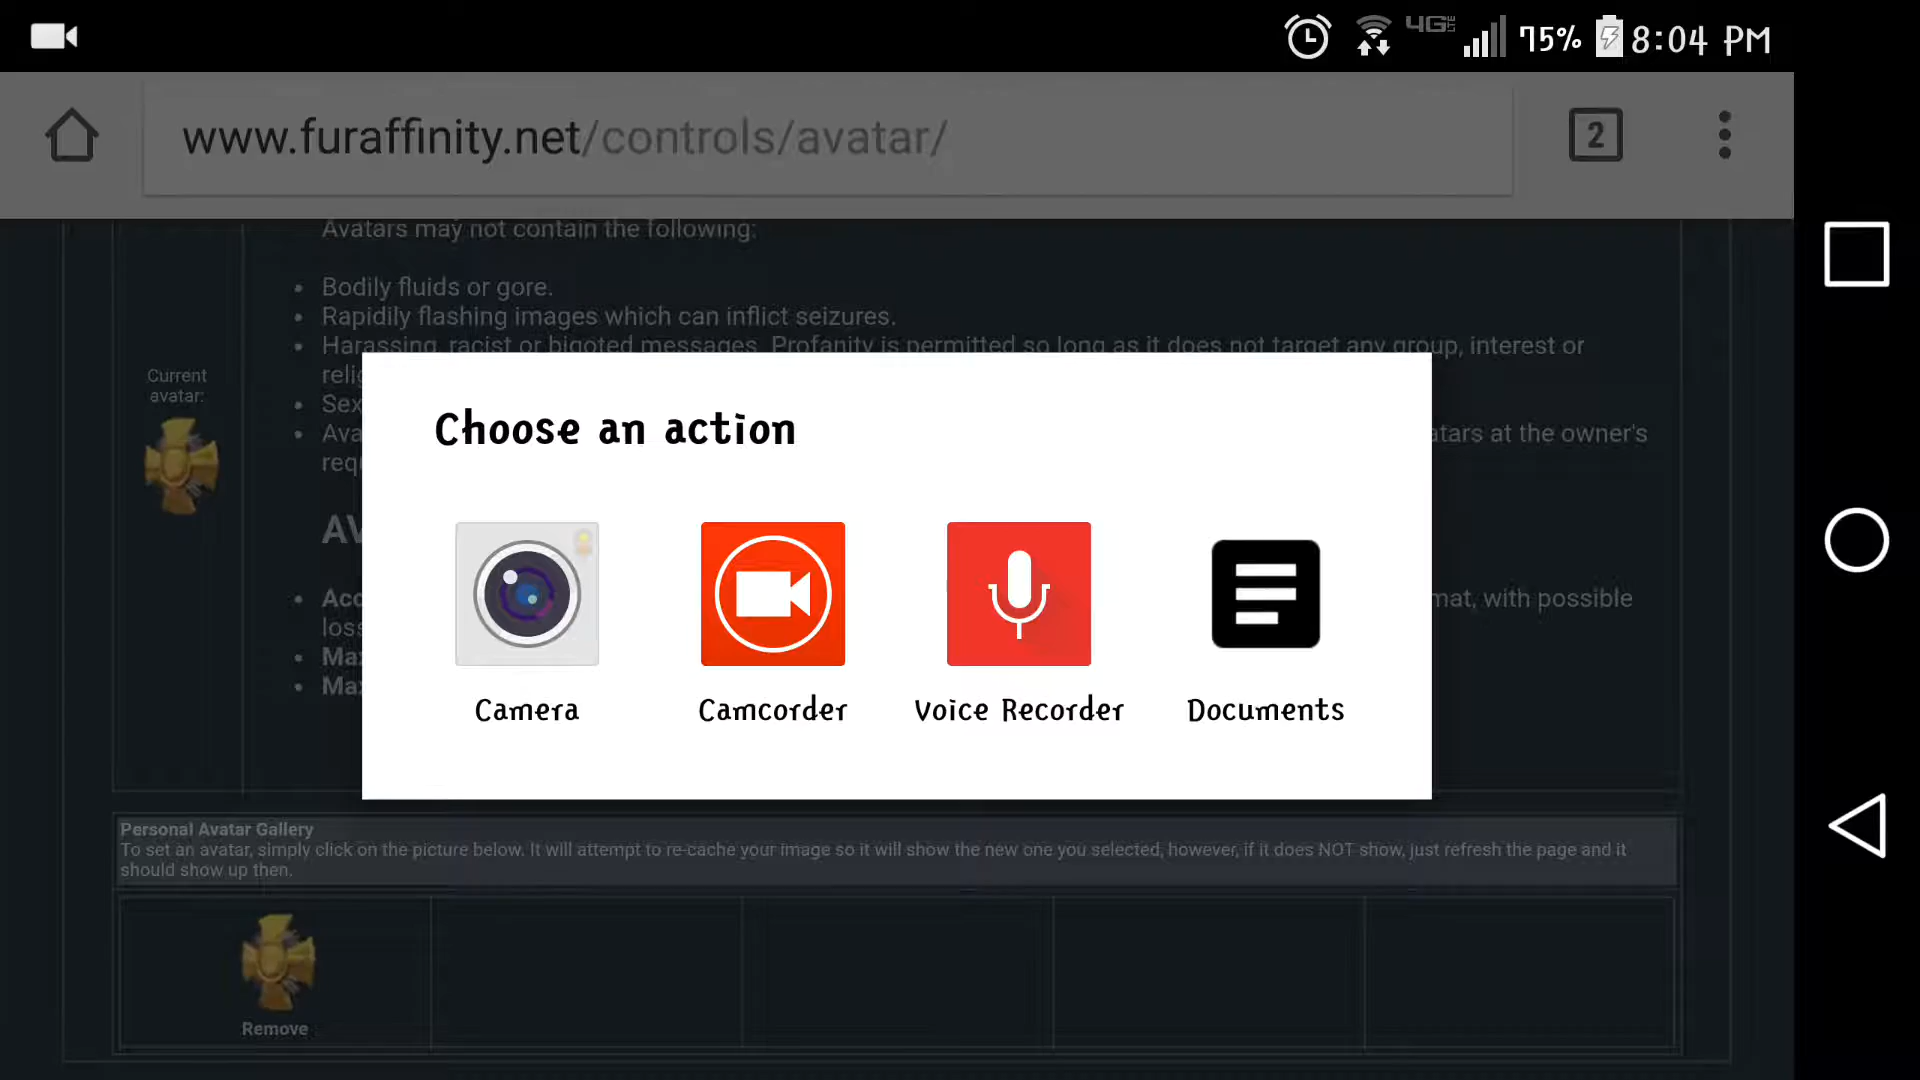 4G LTE 75% 8:04 PM
www.furaffinity.net/controls/avatar/ 2
Avatars may not contain the following:
• Bodily fluids or gore.
• Rapidily flashing images which can inflict seizures.
• Harassing, racist or bigoted messages. Profanity is permitted so long as it does not target any group, interest or
Current
avatar:
Choose an action
atars at the owner's
mat, with possible
Camera
Camcorder
Voice Recorder
Documents
Personal Avatar Gallery
To set an avatar, simply click on the picture below. It will attempt to re-cache your image so it will show the new one you selected, however, if it does NOT show, just refresh the page and it
should show up then.
Remove